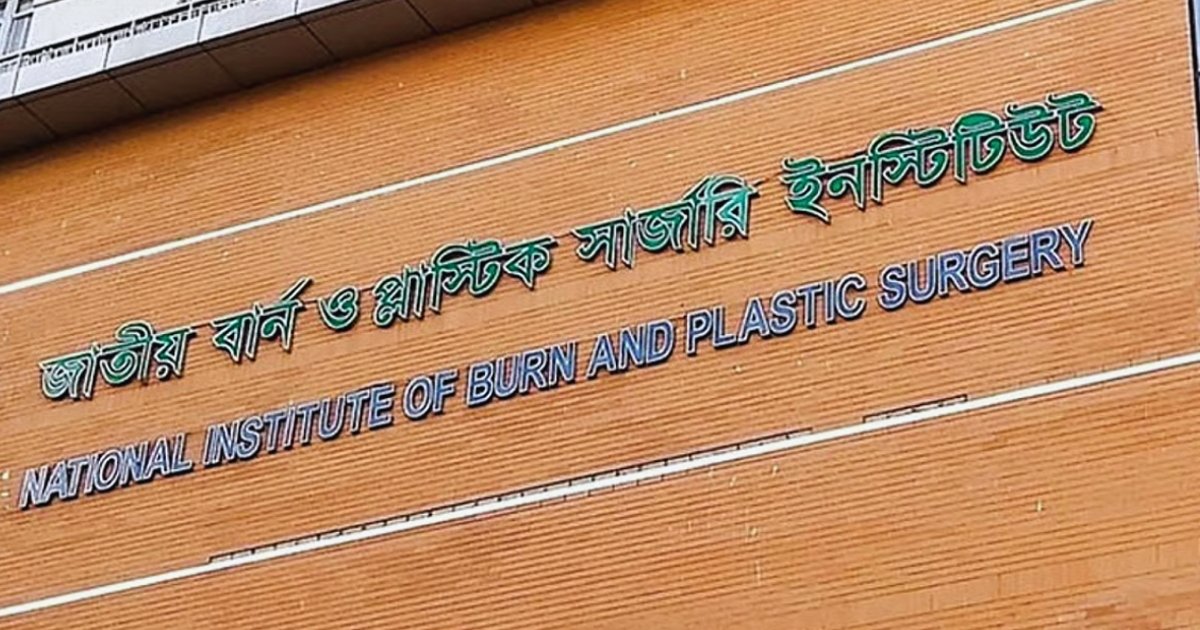 জাতীয় বার্ন ও প্লাস্টিক সার্জারি ইনস্টিটিউট
NATIONAL INSTITUTE OF BURN AND PLASTIC SURGERY